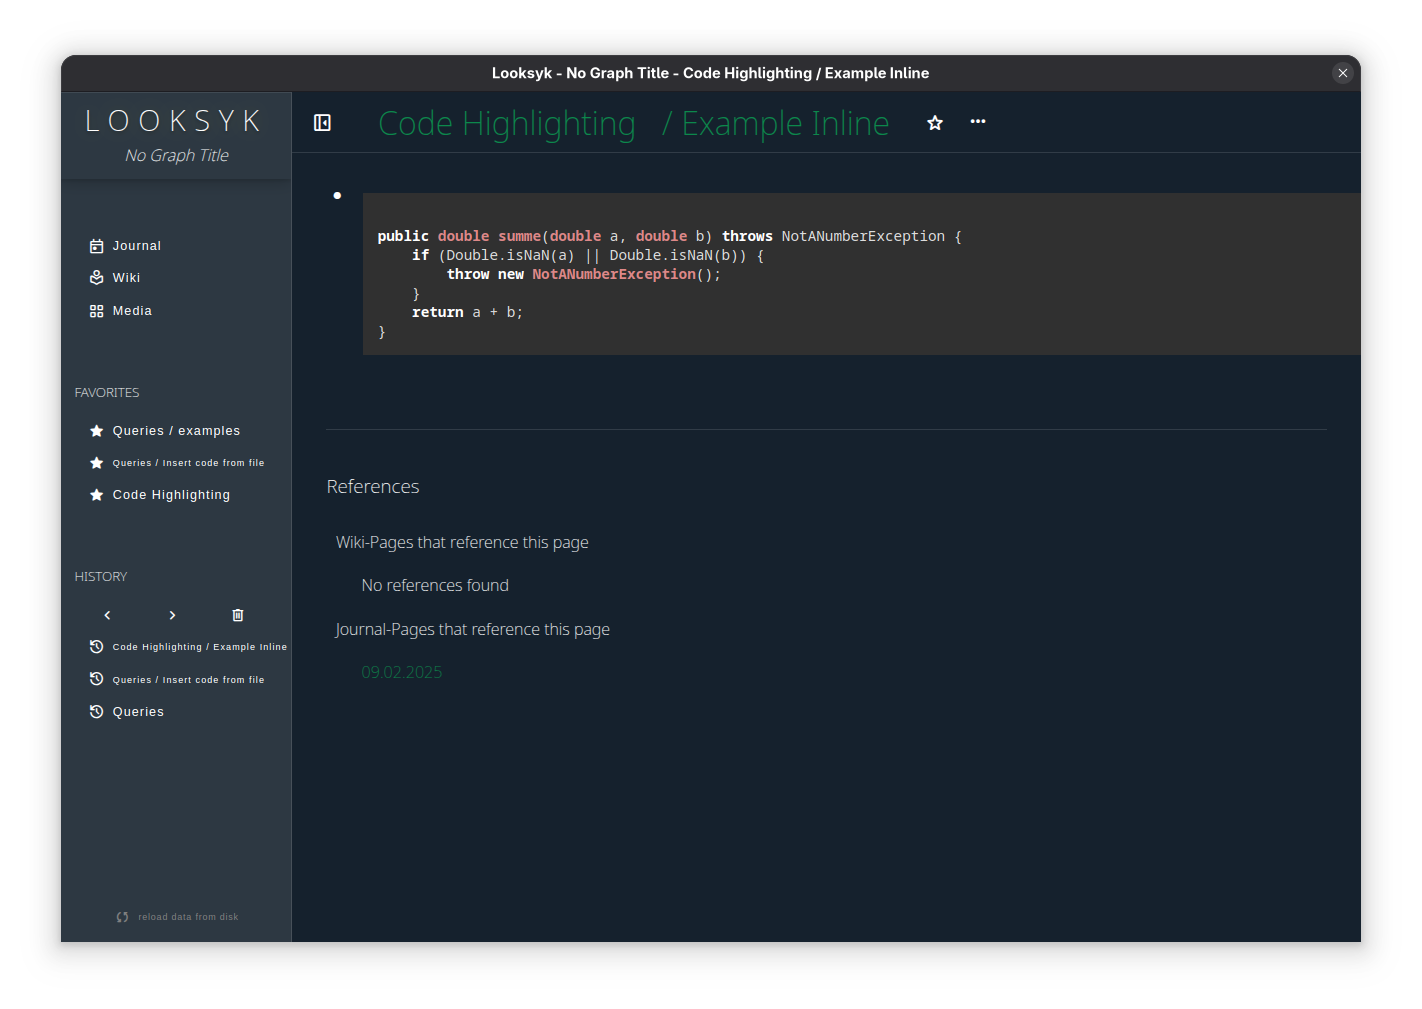 Looksyk - No Graph Title - Code Highlighting / Example Inline
LOOKSYK
No Graph Title
Code Highlighting / Example Inline
Journal
Wiki
Media
FAVORITES
Queries / examples
Queries / Insert code from file
Code Highlighting
HISTORY
Code Highlighting / Example Inline
Queries / Insert code from file
Queries
reload data from disk
public double summe(double a, double b) throws NotANumberException {
    if (Double.isNaN(a) || Double.isNaN(b)) {
        throw new NotANumberException();
    }
    return a + b;
}
References
Wiki-Pages that reference this page
No references found
Journal-Pages that reference this page
09.02.2025